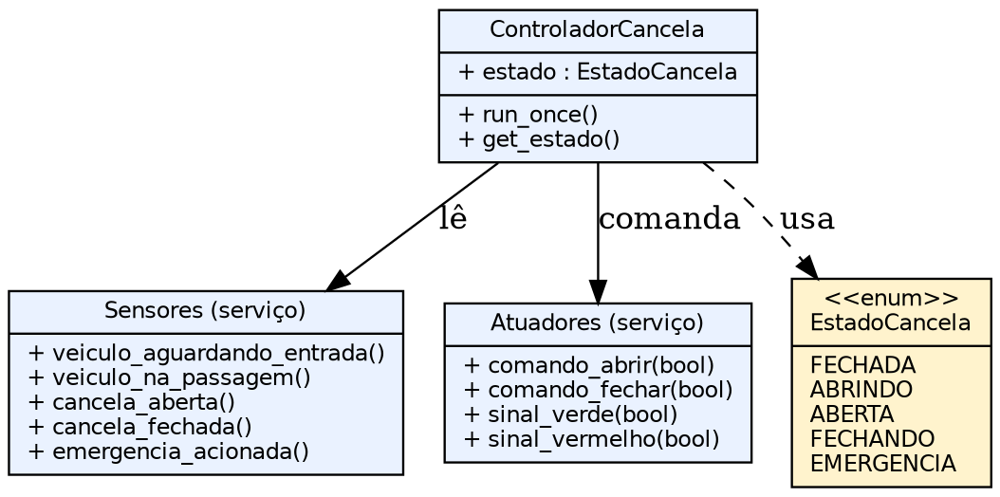 ControladorCancela
+ estado : EstadoCancela
+ run_once()
+ get_estado()
lê
comanda
usa
Sensores (serviço)
+ veiculo_aguardando_entrada()
+ veiculo_na_passagem()
+ cancela_aberta()
+ cancela_fechada()
+ emergencia_acionada()
Atuadores (serviço)
+ comando_abrir(bool)
+ comando_fechar(bool)
+ sinal_verde(bool)
+ sinal_vermelho(bool)
<<enum>>
EstadoCancela
FECHADA
ABRINDO
ABERTA
FECHANDO
EMERGENCIA